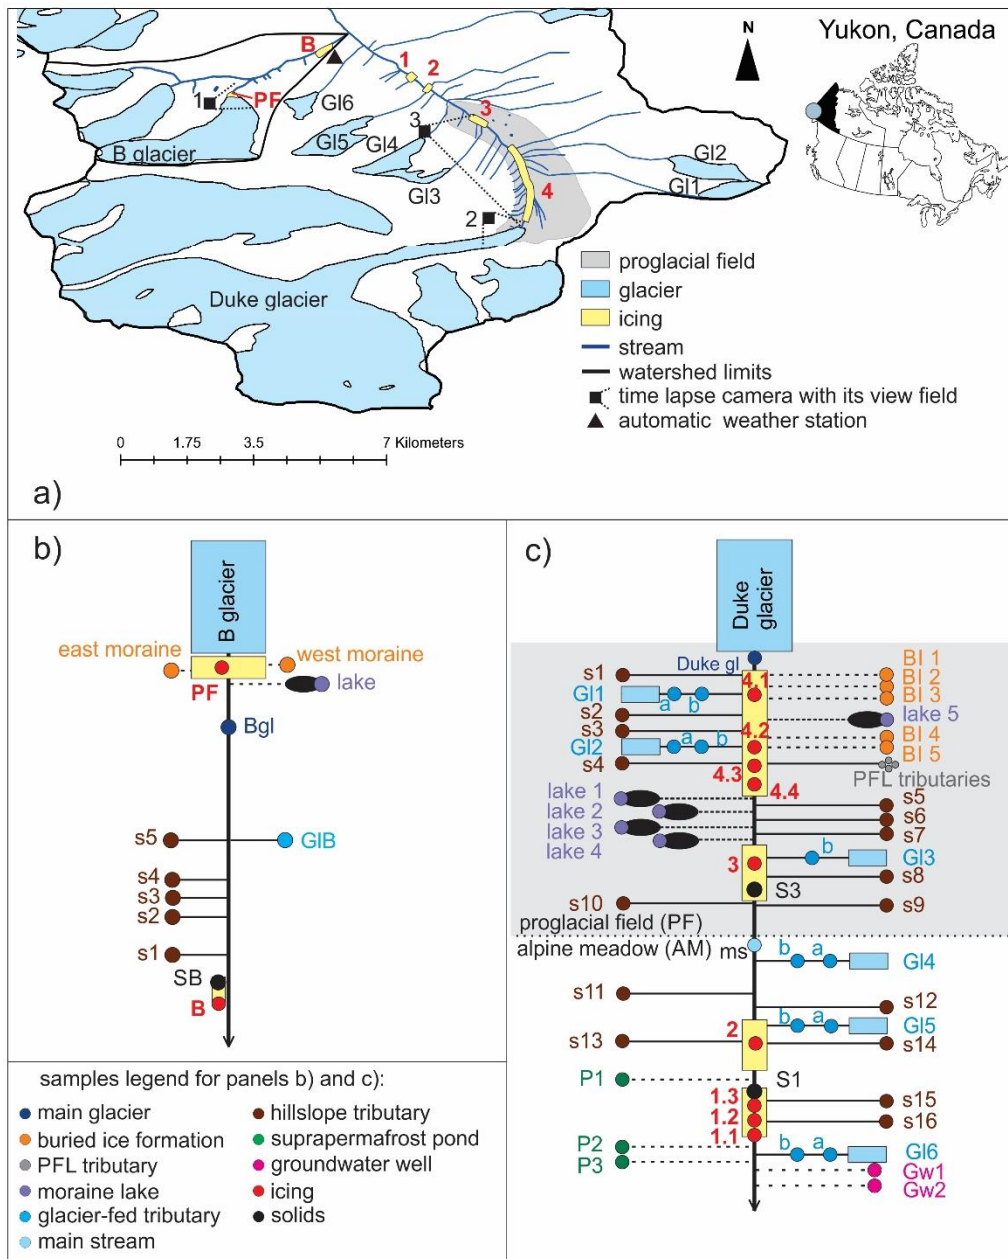 Yukon, Canada
N
B
1
2
1
PF
Gl6
3
3
Gl5
Gl4
B glacier
Gl2
Gl3
Gl1
4
2
Duke glacier
proglacial field
glacier
icing
stream
watershed limits
time lapse camera with its view field
automatic weather station
0 1.75 3.5 7 Kilometers
a)
b)
B glacier
east moraine
west moraine
PF
lake
Bgl
s5
GlB
s4
s3
s2
s1
SB
B
samples legend for panels b) and c):
main glacier
buried ice formation
PFL tributary
moraine lake
glacier-fed tributary
main stream
hillslope tributary
suprapermafrost pond
groundwater well
icing
solids
c)
Duke glacier
Duke gl
s1
4.1
BI 1
BI 2
Gl1
a b
BI 3
s2
lake 5
s3
4.2
BI 4
Gl2
a b
BI 5
s4
4.3
PFL tributaries
4.4
lake 1
s5
lake 2
s6
lake 3
s7
lake 4
b
Gl3
3
s8
S3
s10
s9
proglacial field (PF)
alpine meadow (AM)
ms
b a
Gl4
s11
s12
b a
Gl5
2
s13
s14
P1
S1
1.3
s15
1.2
s16
1.1
P2
b a
Gl6
P3
Gw1
Gw2